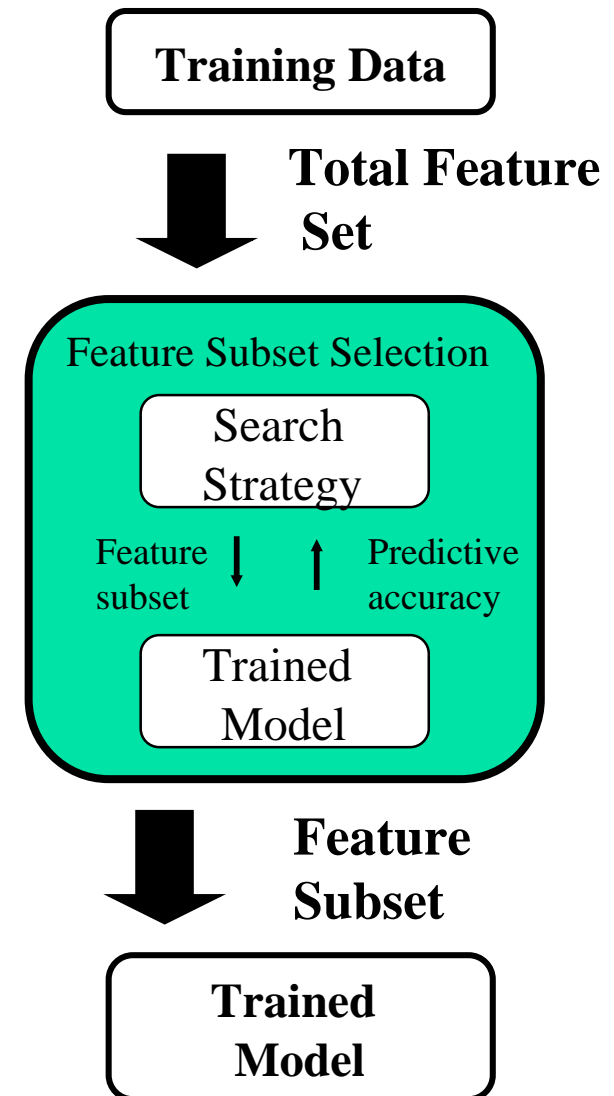 Training Data
Total Feature
Set
Feature Subset Selection
Search
Strategy
Feature
subset
Predictive
accuracy
Trained
Model
Feature
Subset
Trained
Model